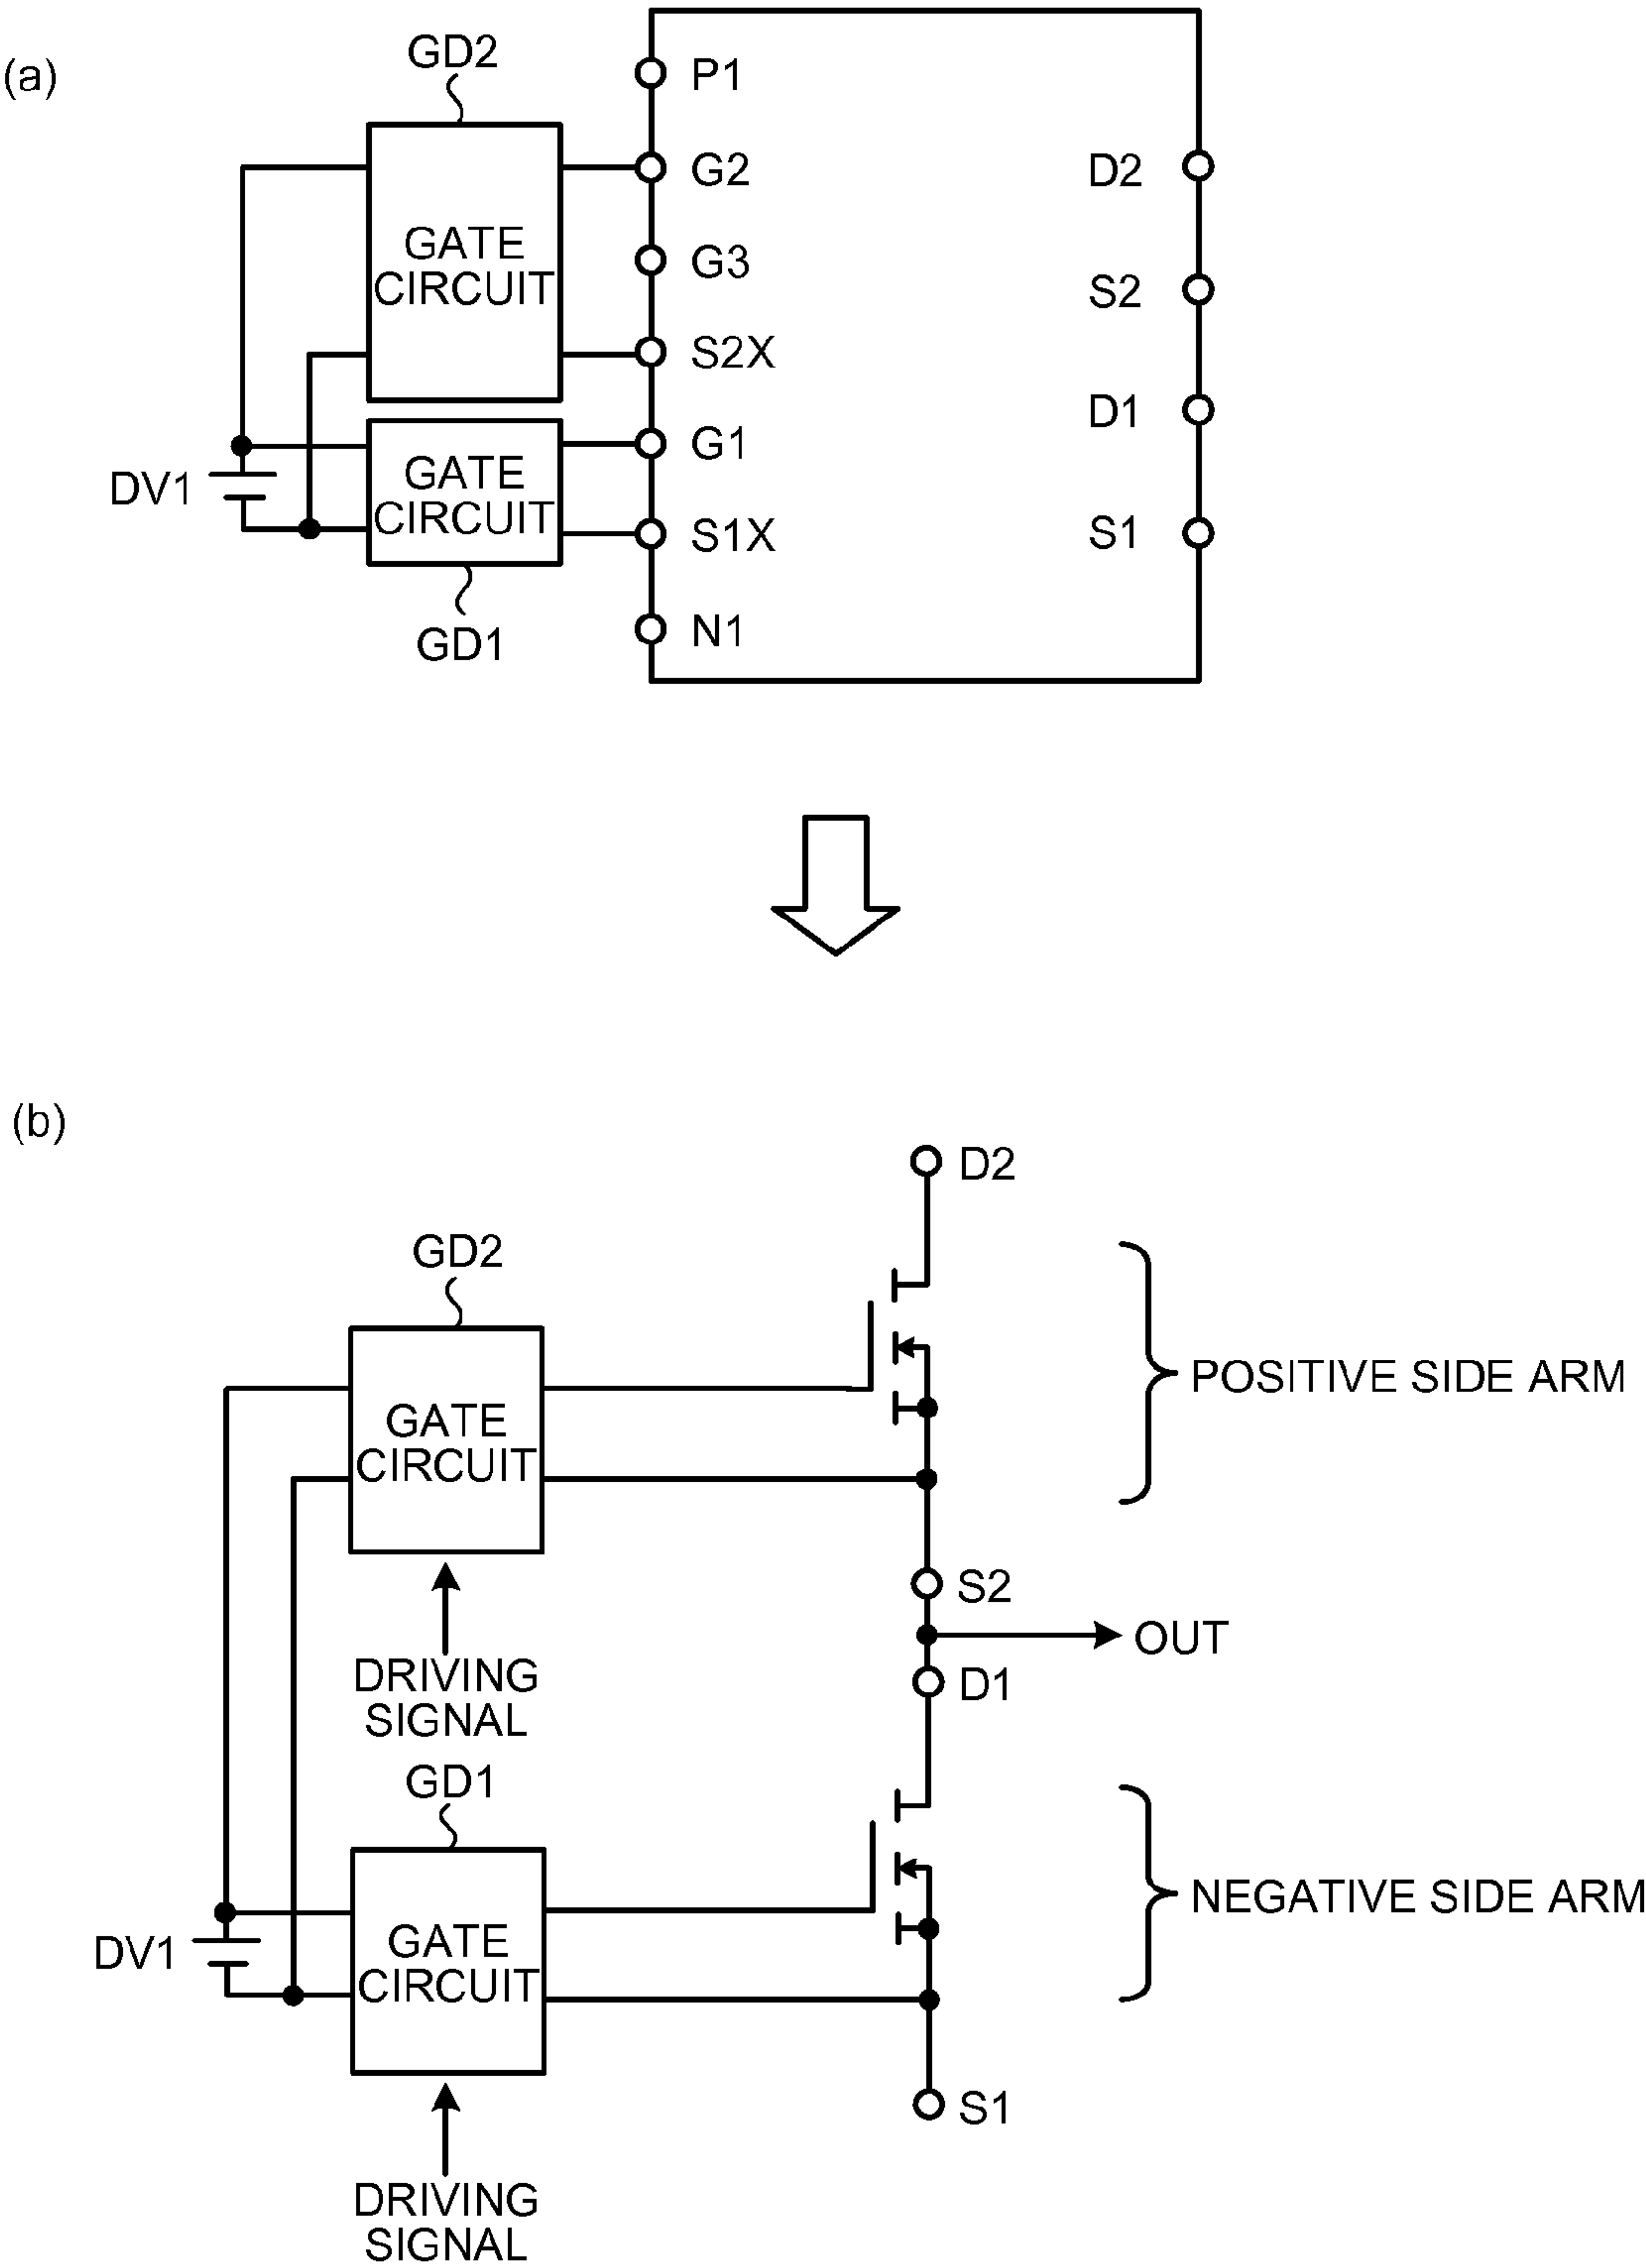 (a)
GD2
P1
G2
D2
GATE
CIRCUIT
G3
S2
S2X
D1
G1
GATE
CIRCUIT
DV1
S1X
S1
GD1
N1
(b)
D2
GD2
POSITIVE SIDE ARM
GATE
CIRCUIT
S2
OUT
DRIVING
SIGNAL
D1
GD1
NEGATIVE SIDE ARM
GATE
CIRCUIT
DV1
S1
DRIVING
SIGNAL